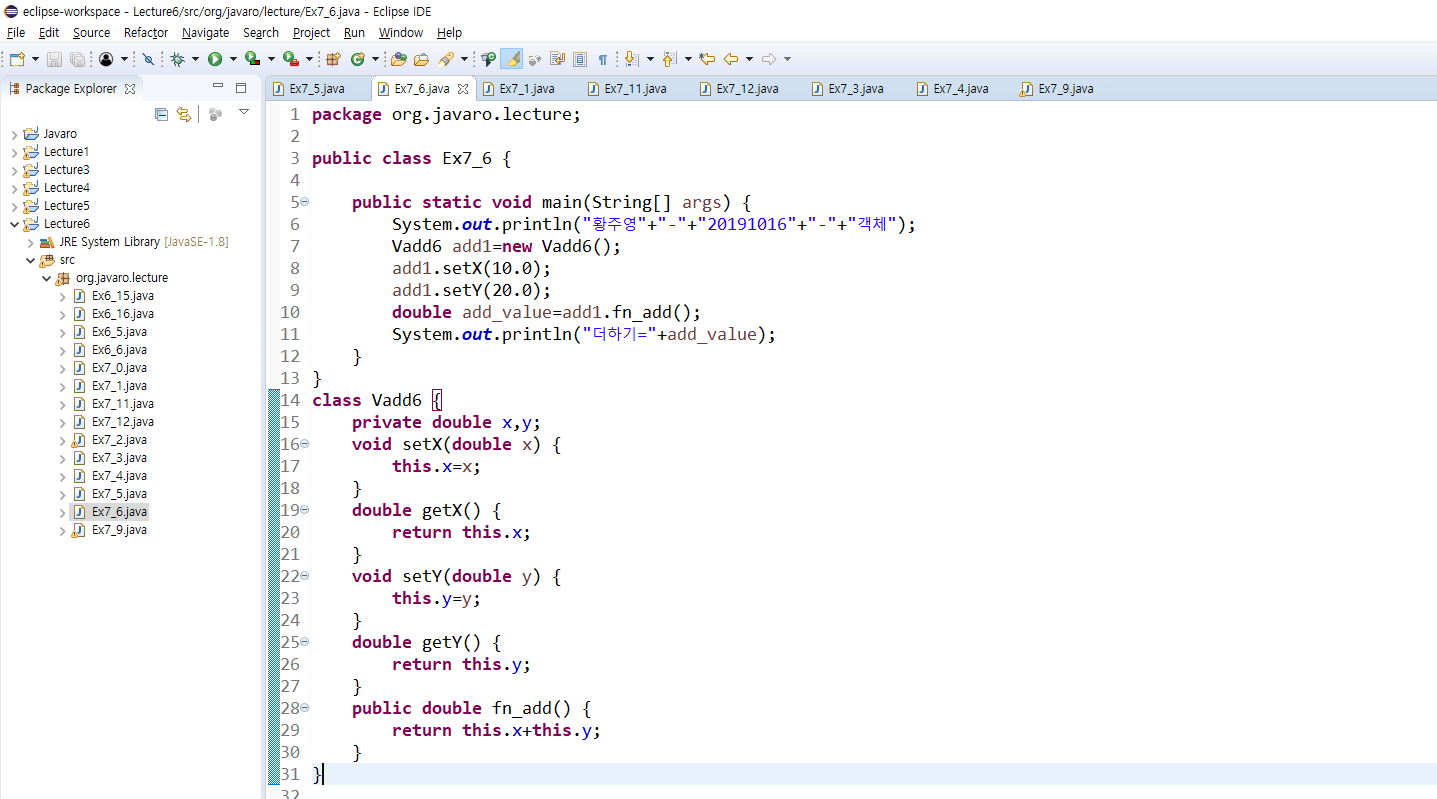 eclipse-workspace - Lecture6/src/org/javaro/lecture/Ex7_6.java - Eclipse IDE
File Edit Source Refactor Navigate Search Project Run Window Help
Package Explorer
Javaro
Lecture1
Lecture3
Lecture4
Lecture5
Lecture6
JRE System Library [JavaSE-1.8]
src
org.javaro.lecture
Ex6_15.java
Ex6_16.java
Ex6_5.java
Ex6_6.java
Ex7_0.java
Ex7_1.java
Ex7_11.java
Ex7_12.java
Ex7_2.java
Ex7_3.java
Ex7_4.java
Ex7_5.java
Ex7_6.java
Ex7_9.java
Ex7_5.java Ex7_6.java Ex7_1.java Ex7_11.java Ex7_12.java Ex7_3.java Ex7_4.java Ex7_9.java
1 package org.javaro.lecture;
2
3 public class Ex7_6 {
4
5 public static void main(String[] args) {
6 System.out.println("황주영"+"-"+"20191016"+"-"+"객체");
7 Vadd6 add1=new Vadd6();
8 add1.setX(10.0);
9 add1.setY(20.0);
10 double add_value=add1.fn_add();
11 System.out.println("더하기="+add_value);
12 }
13 }
14 class Vadd6 {
15 private double x,y;
16 void setX(double x) {
17 this.x=x;
18 }
19 double getX() {
20 return this.x;
21 }
22 void setY(double y) {
23 this.y=y;
24 }
25 double getY() {
26 return this.y;
27 }
28 public double fn_add() {
29 return this.x+this.y;
30 }
31 }
32